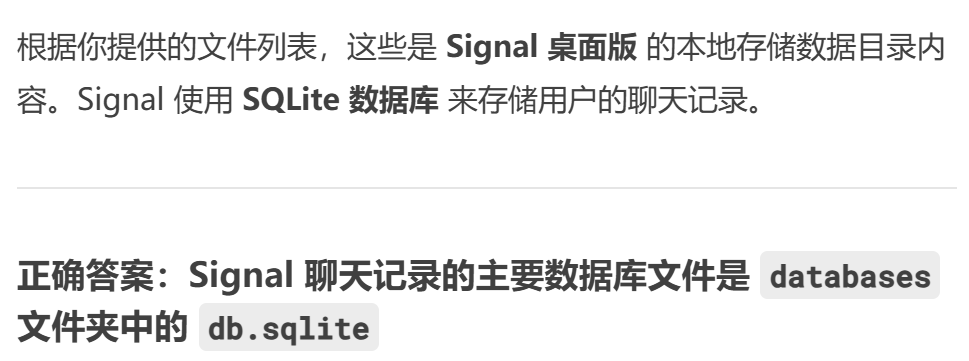 根据你提供的文件列表，这些是 Signal 桌面版 的本地存储数据目录内
容。Signal 使用 SQLite 数据库 来存储用户的聊天记录。
正确答案：Signal 聊天记录的主要数据库文件是 databases
文件夹中的 db.sqlite